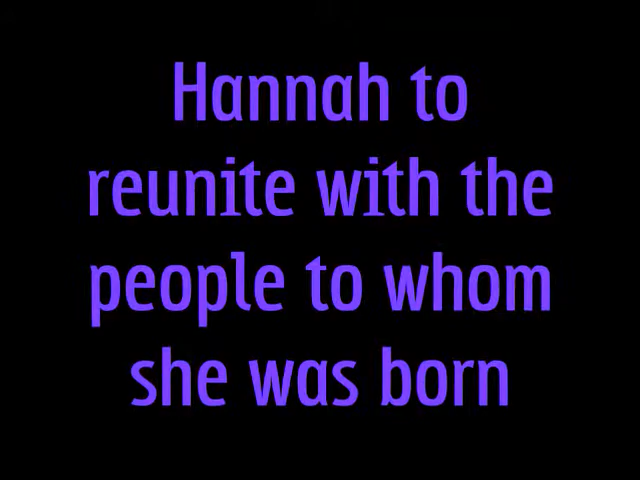 Hannah to
reunite with the
people to whom
she was born